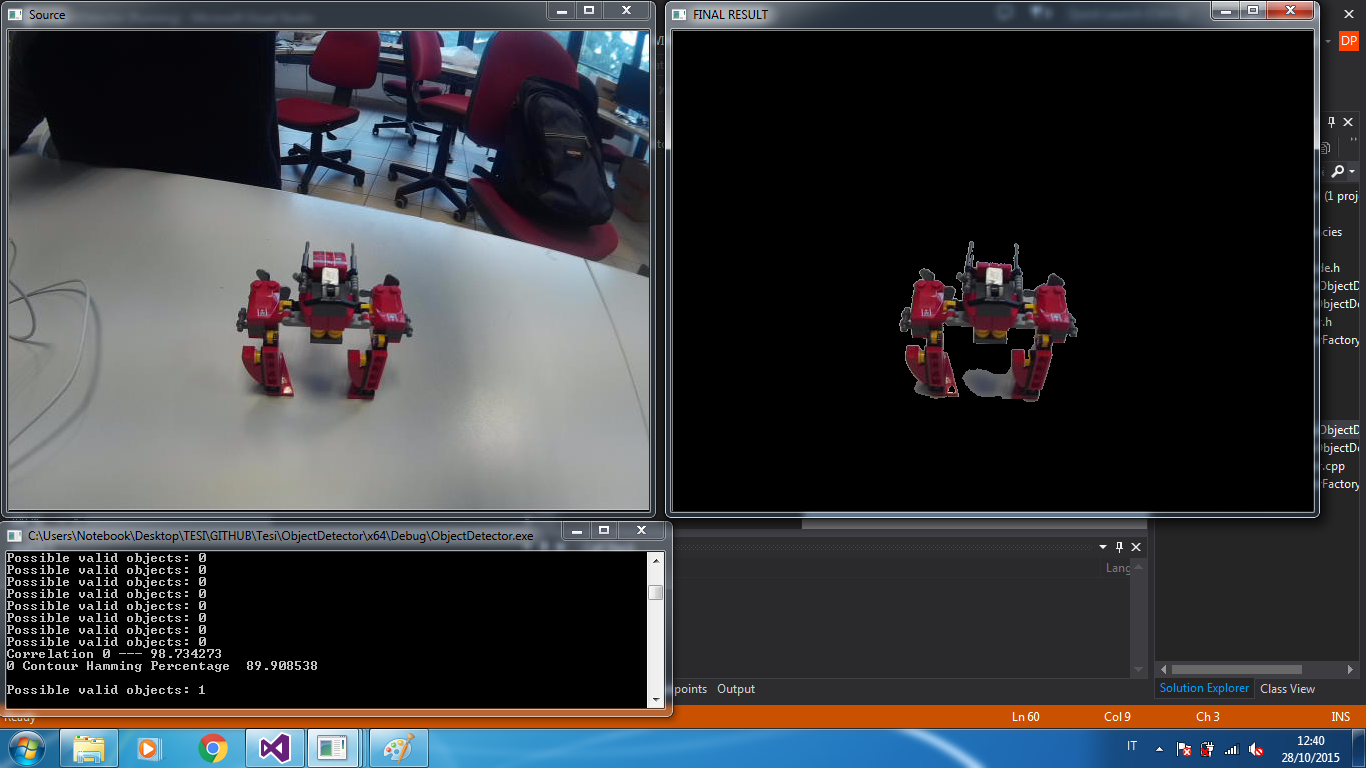 Source
FINAL RESULT
DP
(1 proj
cies
de.h
ObjectD
ObjectDe
r.h
Factory
ObjectD
ObjectDe
.cpp
Factory
C:\Users\Notebook\Desktop\TESI\GITHUB\Tesi\ObjectDetector\x64\Debug\ObjectDetector.exe
Possible valid objects: 0
Possible valid objects: 0
Possible valid objects: 0
Possible valid objects: 0
Possible valid objects: 0
Possible valid objects: 0
Possible valid objects: 0
Possible valid objects: 0
Correlation 0 --- 98.734273
0 Contour Hamming Percentage  89.908538
Possible valid objects: 1
Lang
points Output
Solution Explorer Class View
Ready Ln 60 Col 9 Ch 3 INS
IT
12:40
28/10/2015